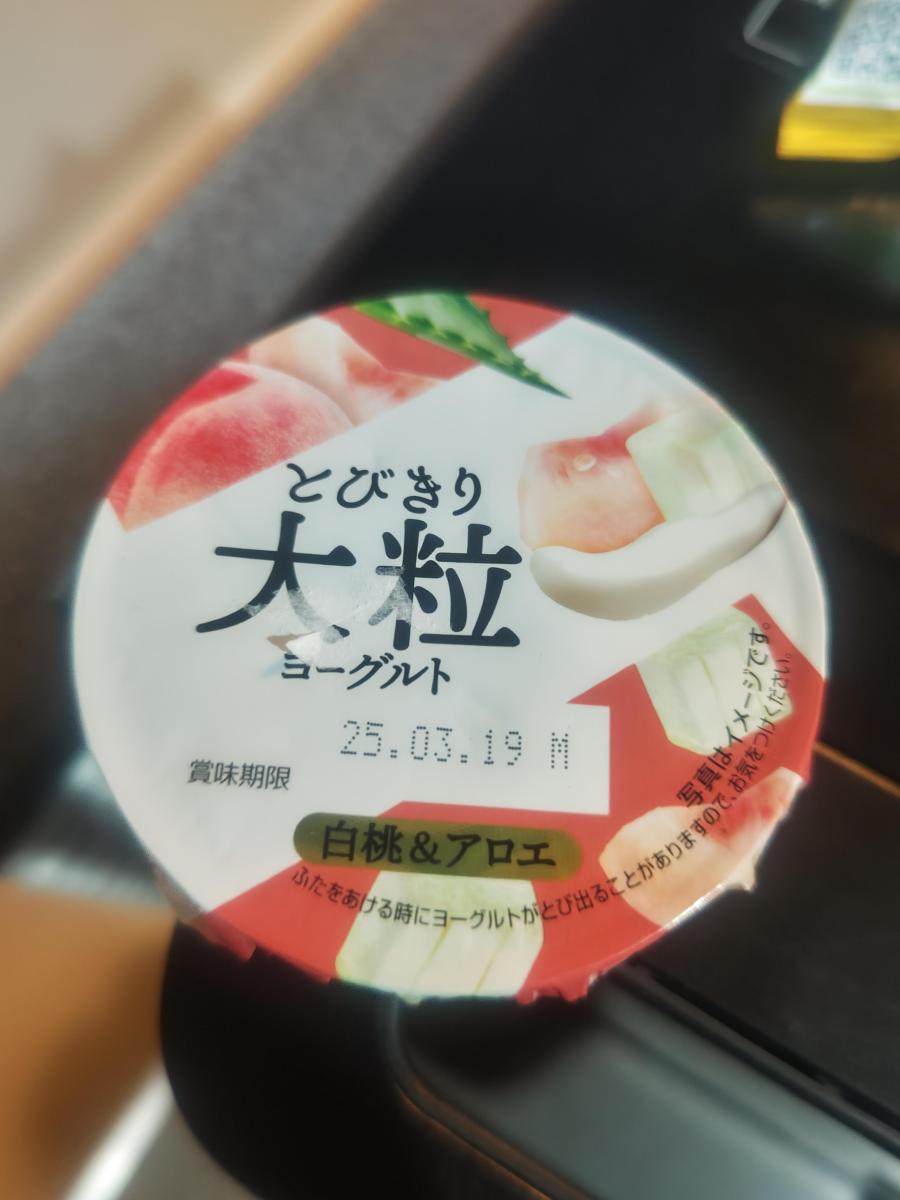 とびきり
大粒
ヨーグルト
25.03.19 M
賞味期限
白桃&アロエ
ふたをあける時にヨーグルトがとび出ることがありますので、お気をつけください。
写真はイメージです。